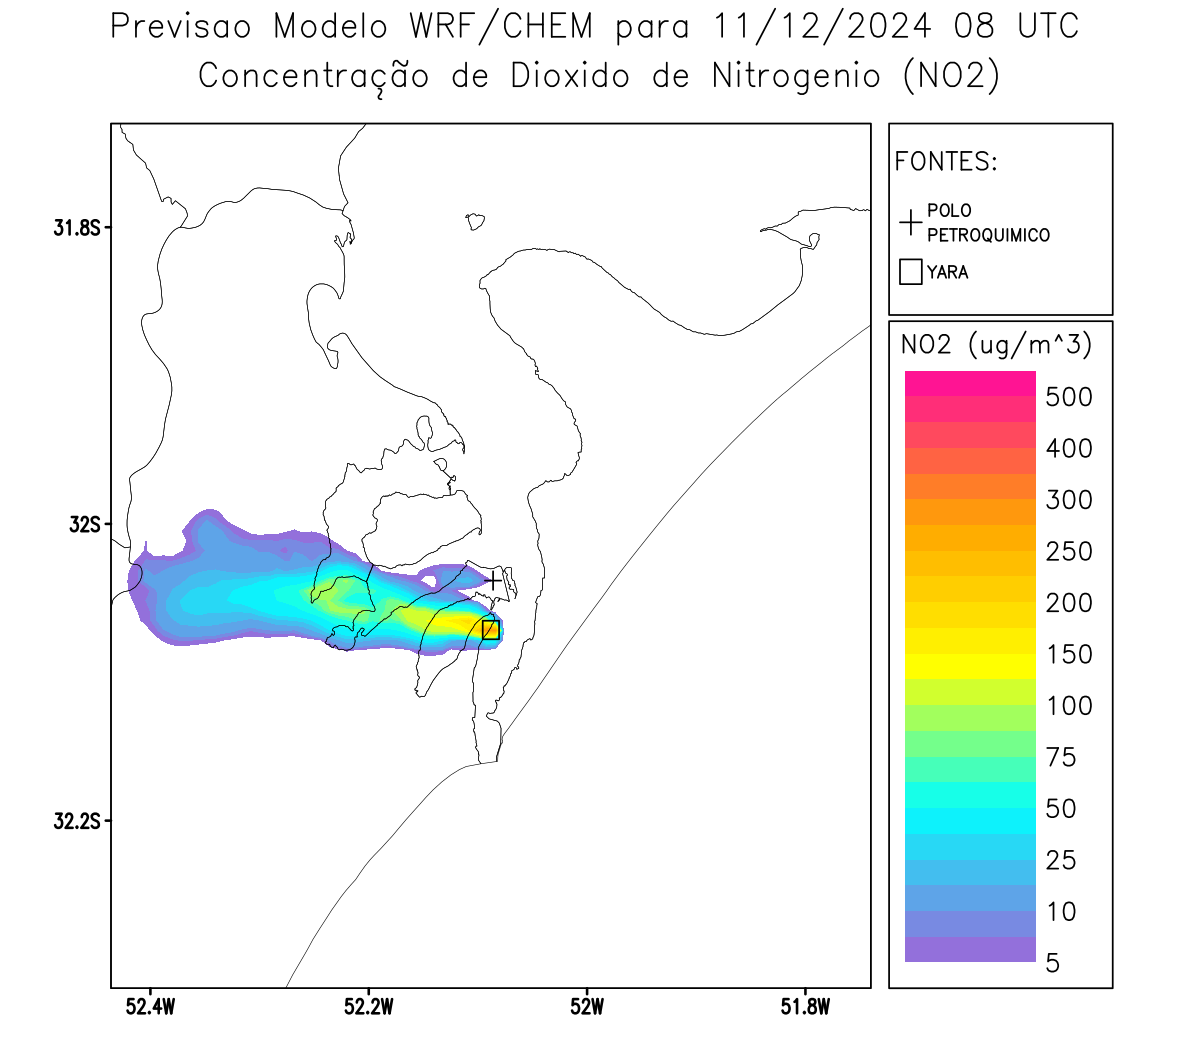 Previsao Modelo WRF/CHEM para 11/12/2024 08 UTC
Concentração de Dioxido de Nitrogenio (NO2)
31.8S
32S
32.2S
52.4W
52.2W
52W
51.8W
FONTES:
POLO
PETROQUIMICO
YARA
NO2 (ug/m^3)
500
400
300
250
200
150
100
75
50
25
10
5